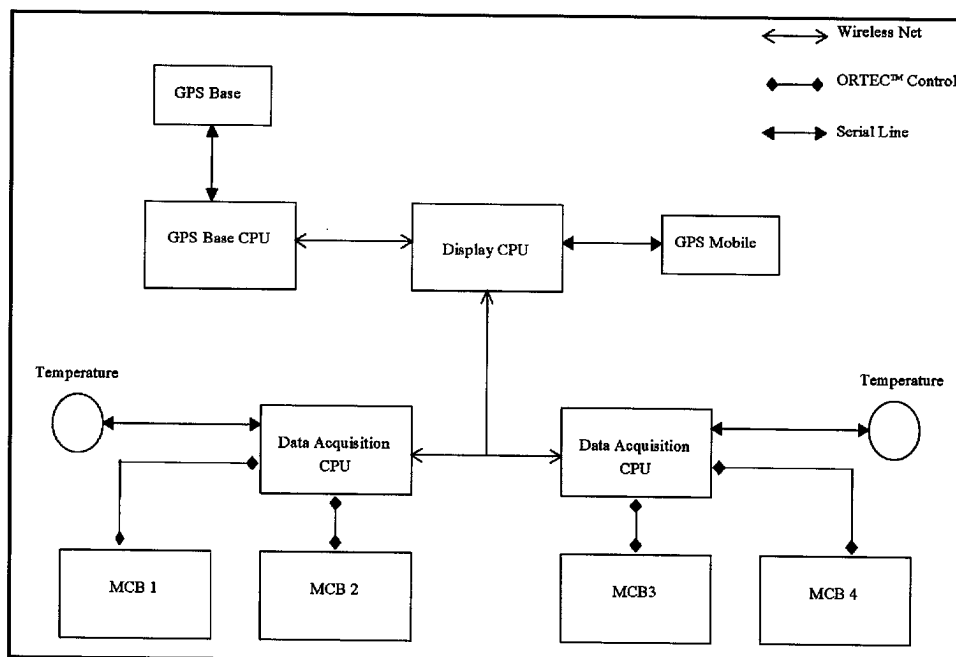 Wireless Net
ORTEC™ Control
Serial Line
GPS Base
GPS Base CPU
Display CPU
GPS Mobile
Temperature
Temperature
Data Acquisition
CPU
Data Acquisition
CPU
MCB 1
MCB 2
MCB3
MCB 4